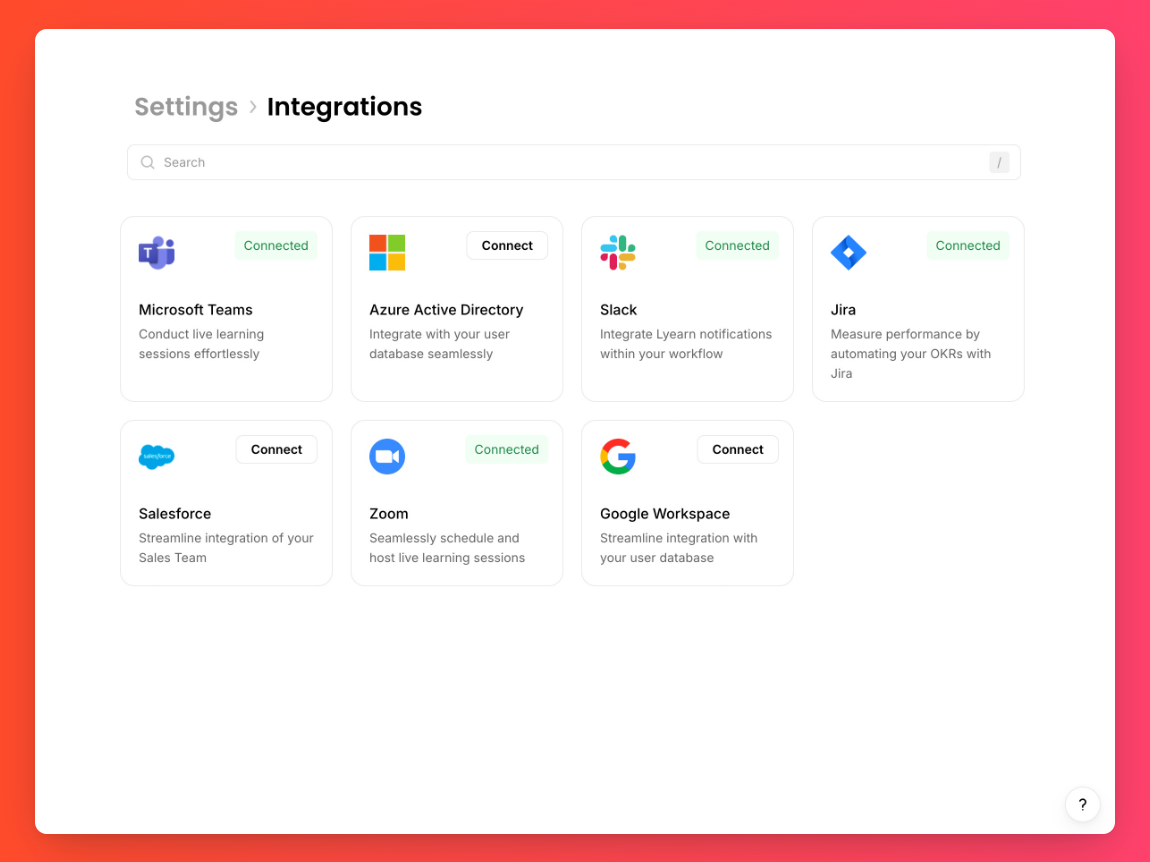 Settings › Integrations
Search /
Connected
Microsoft Teams
Conduct live learning
sessions effortlessly
Connect
Azure Active Directory
Integrate with your user
database seamlessly
Connected
Slack
Integrate Lyearn notifications
within your workflow
Connected
Jira
Measure performance by
automating your OKRs with
Jira
salesforce
Connect
Salesforce
Streamline integration of your
Sales Team
Connected
Zoom
Seamlessly schedule and
host live learning sessions
Connect
Google Workspace
Streamline integration with
your user database
?